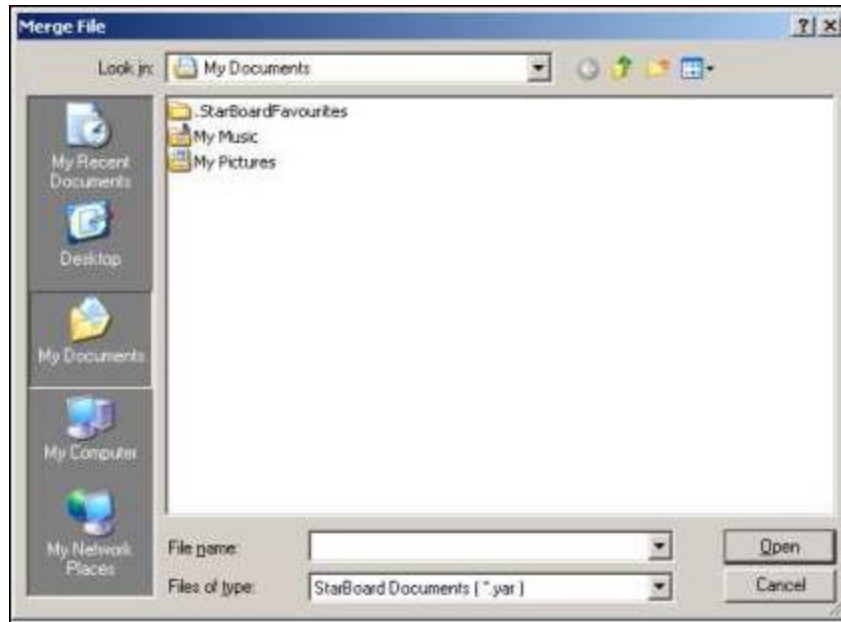 Merge File
Look in: My Documents
.StarBoardFavourites
My Music
My Pictures
My Recent
Documents
Desktop
My Documents
My Computer
My Network
Places
File name:
Open
Files of type: StarBoard Documents ( *.yar )
Cancel